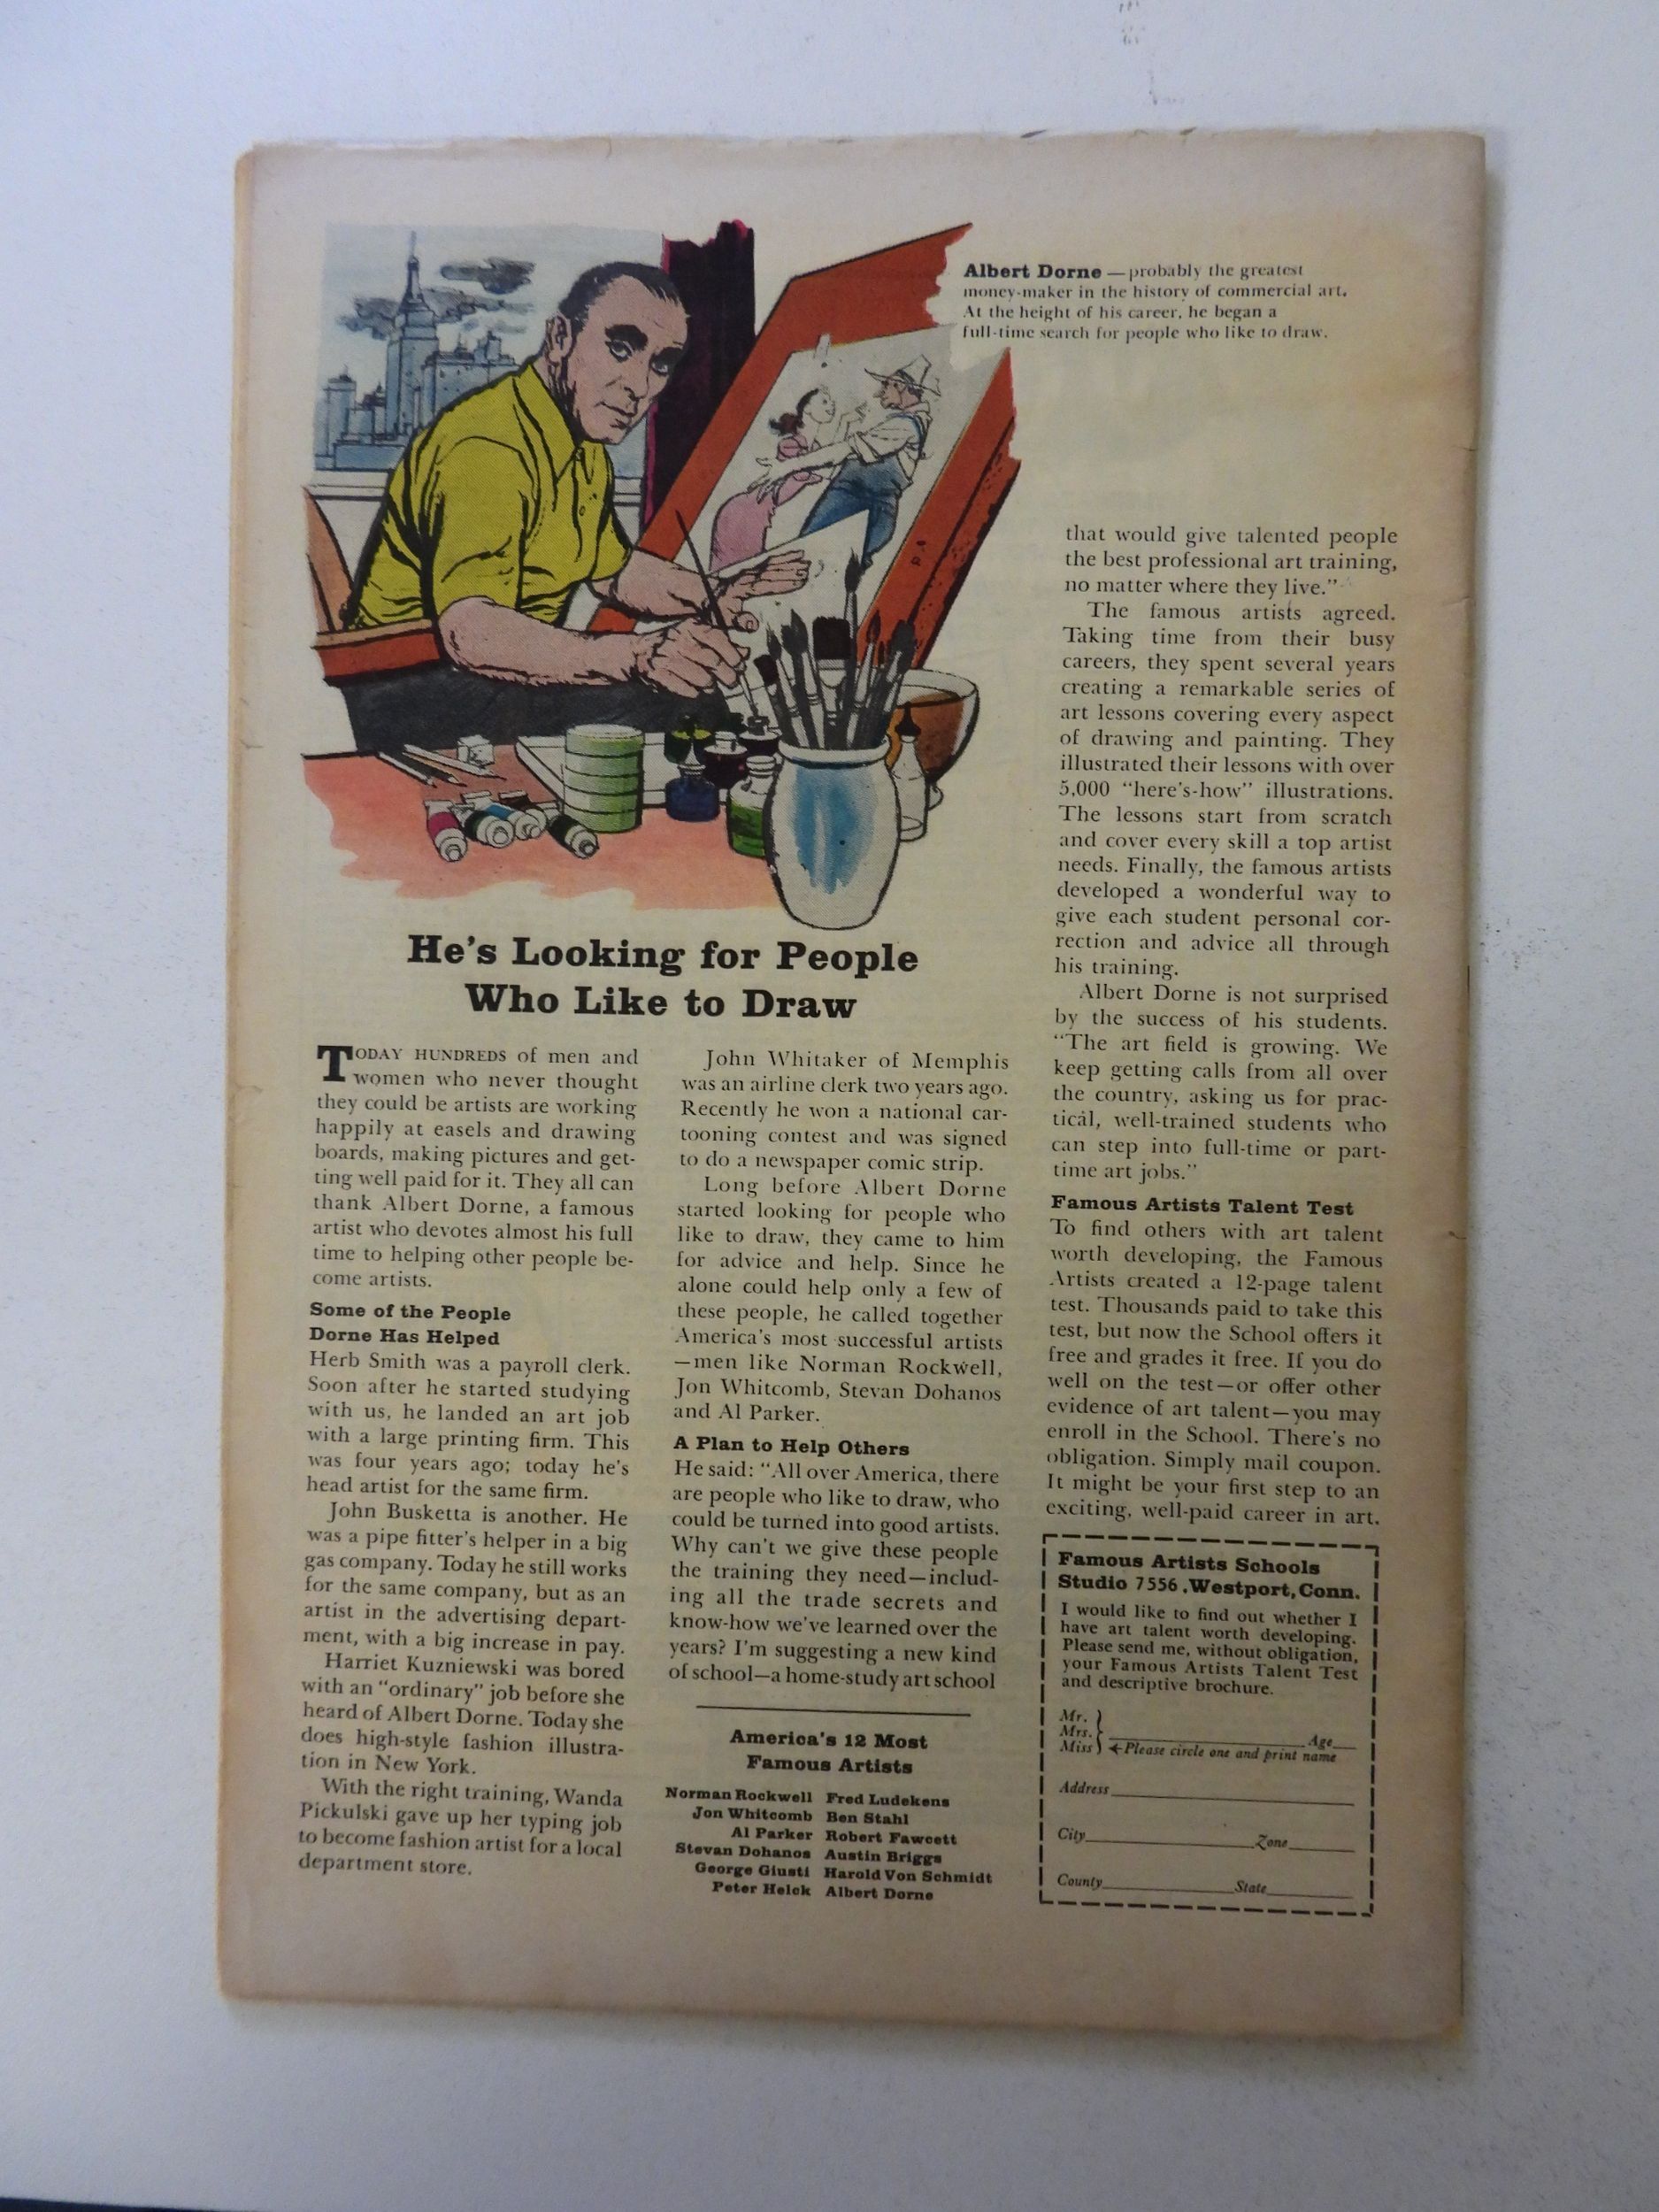 Albert Dorne — probably the greatest
money-maker in the history of commercial art.
At the height of his career, he began a
full-time search for people who like to draw.
He's Looking for People
Who Like to Draw
TODAY HUNDREDS of men and
women who never thought
they could be artists are working
happily at easels and drawing
boards, making pictures and get-
ting well paid for it. They all can
thank Albert Dorne, a famous
artist who devotes almost his full
time to helping other people be-
come artists.
Some of the People
Dorne Has Helped
Herb Smith was a payroll clerk.
Soon after he started studying
with us, he landed an art job
with a large printing firm. This
was four years ago; today he's
head artist for the same firm.
John Busketta is another. He
was a pipe fitter's helper in a big
gas company. Today he still works
for the same company, but as an
artist in the advertising depart-
ment, with a big increase in pay.
Harriet Kuzniewski was bored
with an "ordinary" job before she
heard of Albert Dorne. Today she
does high-style fashion illustra-
tion in New York.
With the right training, Wanda
Pickulski gave up her typing job
to become fashion artist for a local
department store.
John Whitaker of Memphis
was an airline clerk two years ago.
Recently he won a national car-
tooning contest and was signed
to do a newspaper comic strip.
Long before Albert Dorne
started looking for people who
like to draw, they came to him
for advice and help. Since he
alone could help only a few of
these people, he called together
America's most successful artists
—men like Norman Rockwell,
Jon Whitcomb, Stevan Dohanos
and Al Parker.
A Plan to Help Others
He said: "All over America, there
are people who like to draw, who
could be turned into good artists.
Why can't we give these people
the training they need—includ-
ing all the trade secrets and
know-how we've learned over the
years? I'm suggesting a new kind
of school—a home-study art school
America's 12 Most
Famous Artists
Norman Rockwell Fred Ludekens
Jon Whitcomb Ben Stahl
Al Parker Robert Fawcett
Stevan Dohanos Austin Briggs
George Giusti Harold Von Schmidt
Peter Helck Albert Dorne
that would give talented people
the best professional art training,
no matter where they live."
The famous artists agreed.
Taking time from their busy
careers, they spent several years
creating a remarkable series of
art lessons covering every aspect
of drawing and painting. They
illustrated their lessons with over
5,000 "here's-how" illustrations.
The lessons start from scratch
and cover every skill a top artist
needs. Finally, the famous artists
developed a wonderful way to
give each student personal cor-
rection and advice all through
his training.
Albert Dorne is not surprised
by the success of his students.
"The art field is growing. We
keep getting calls from all over
the country, asking us for prac-
tical, well-trained students who
can step into full-time or part-
time art jobs."
Famous Artists Talent Test
To find others with art talent
worth developing, the Famous
Artists created a 12-page talent
test. Thousands paid to take this
test, but now the School offers it
free and grades it free. If you do
well on the test—or offer other
evidence of art talent—you may
enroll in the School. There's no
obligation. Simply mail coupon.
It might be your first step to an
exciting, well-paid career in art.
Famous Artists Schools
Studio 7556, Westport, Conn.
I would like to find out whether I
have art talent worth developing.
Please send me, without obligation,
your Famous Artists Talent Test
and descriptive brochure.
Mr.
Mrs. Age
Miss ←Please circle one and print name
Address
City Zone
County State